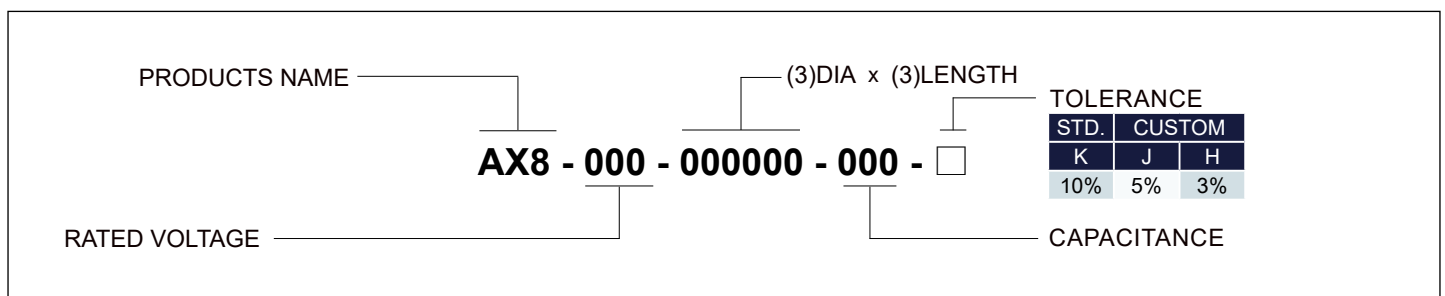 PRODUCTS NAME
(3)DIA x (3)LENGTH
TOLERANCE
STD. CUSTOM
K J H
10% 5% 3%
AX8 - 000 - 000000 - 000 - □
RATED VOLTAGE
CAPACITANCE